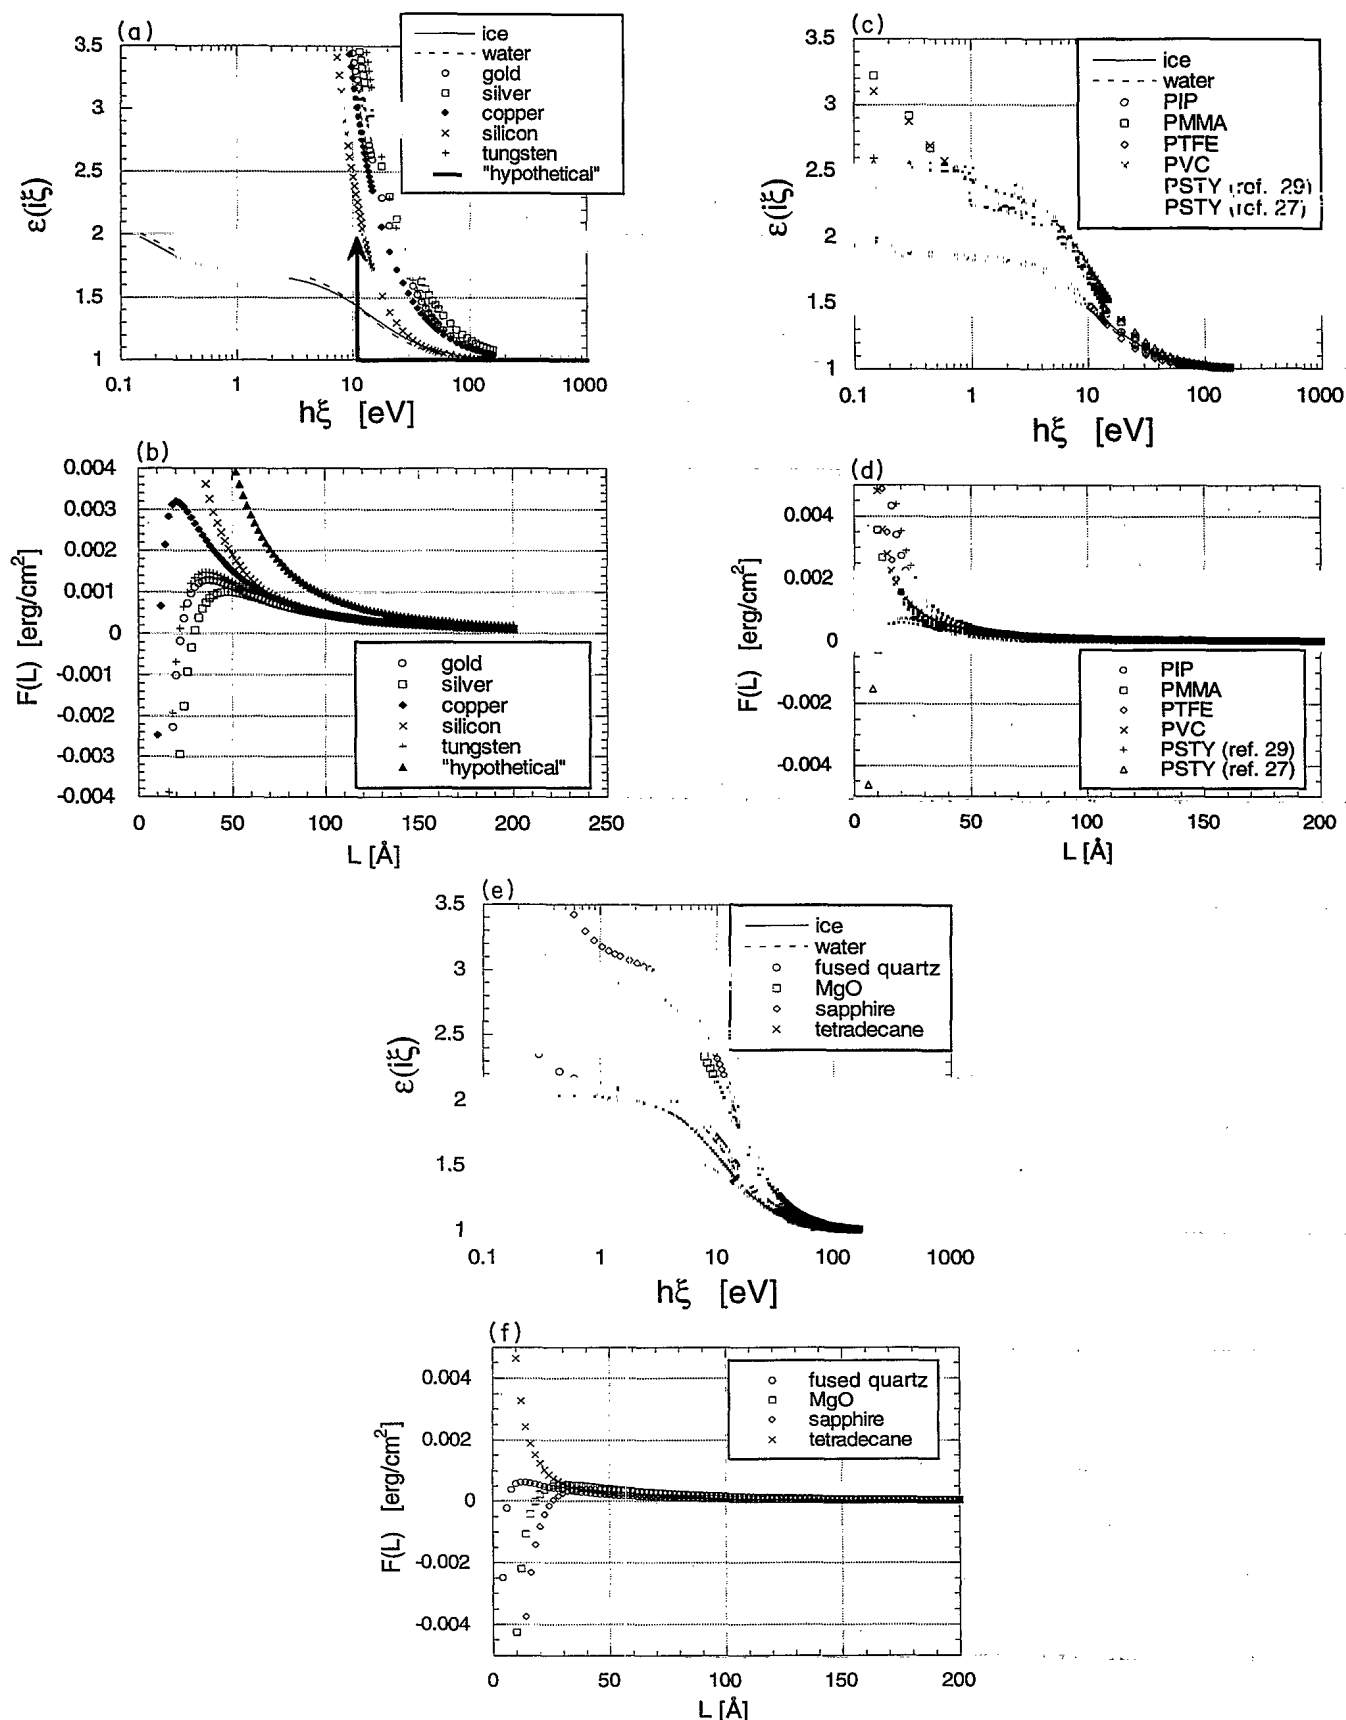 (a)
3.5
3
2.5
2
1.5
1
0.1
1
10
100
1000
ε(iξ)
hξ [eV]
ice
water
gold
silver
copper
silicon
tungsten
"hypothetical"
(c)
3.5
3
2.5
2
1.5
1
0.1
1
10
100
1000
ε(iξ)
hξ [eV]
ice
water
PIP
PMMA
PTFE
PVC
PSTY (ref. 29)
PSTY (ref. 27)
(b)
0.004
0.003
0.002
0.001
0
-0.001
-0.002
-0.003
-0.004
0
50
100
150
200
250
F(L) [erg/cm²]
L [Å]
gold
silver
copper
silicon
tungsten
"hypothetical"
(d)
0.004
0.002
0
-0.002
-0.004
0
50
100
150
200
F(L) [erg/cm²]
L [Å]
PIP
PMMA
PTFE
PVC
PSTY (ref. 29)
PSTY (ref. 27)
(e)
3.5
3
2.5
2
1.5
1
0.1
1
10
100
1000
ε(iξ)
hξ [eV]
ice
water
fused quartz
MgO
sapphire
tetradecane
(f)
0.004
0.002
0
-0.002
-0.004
0
50
100
150
200
F(L) [erg/cm²]
L [Å]
fused quartz
MgO
sapphire
tetradecane